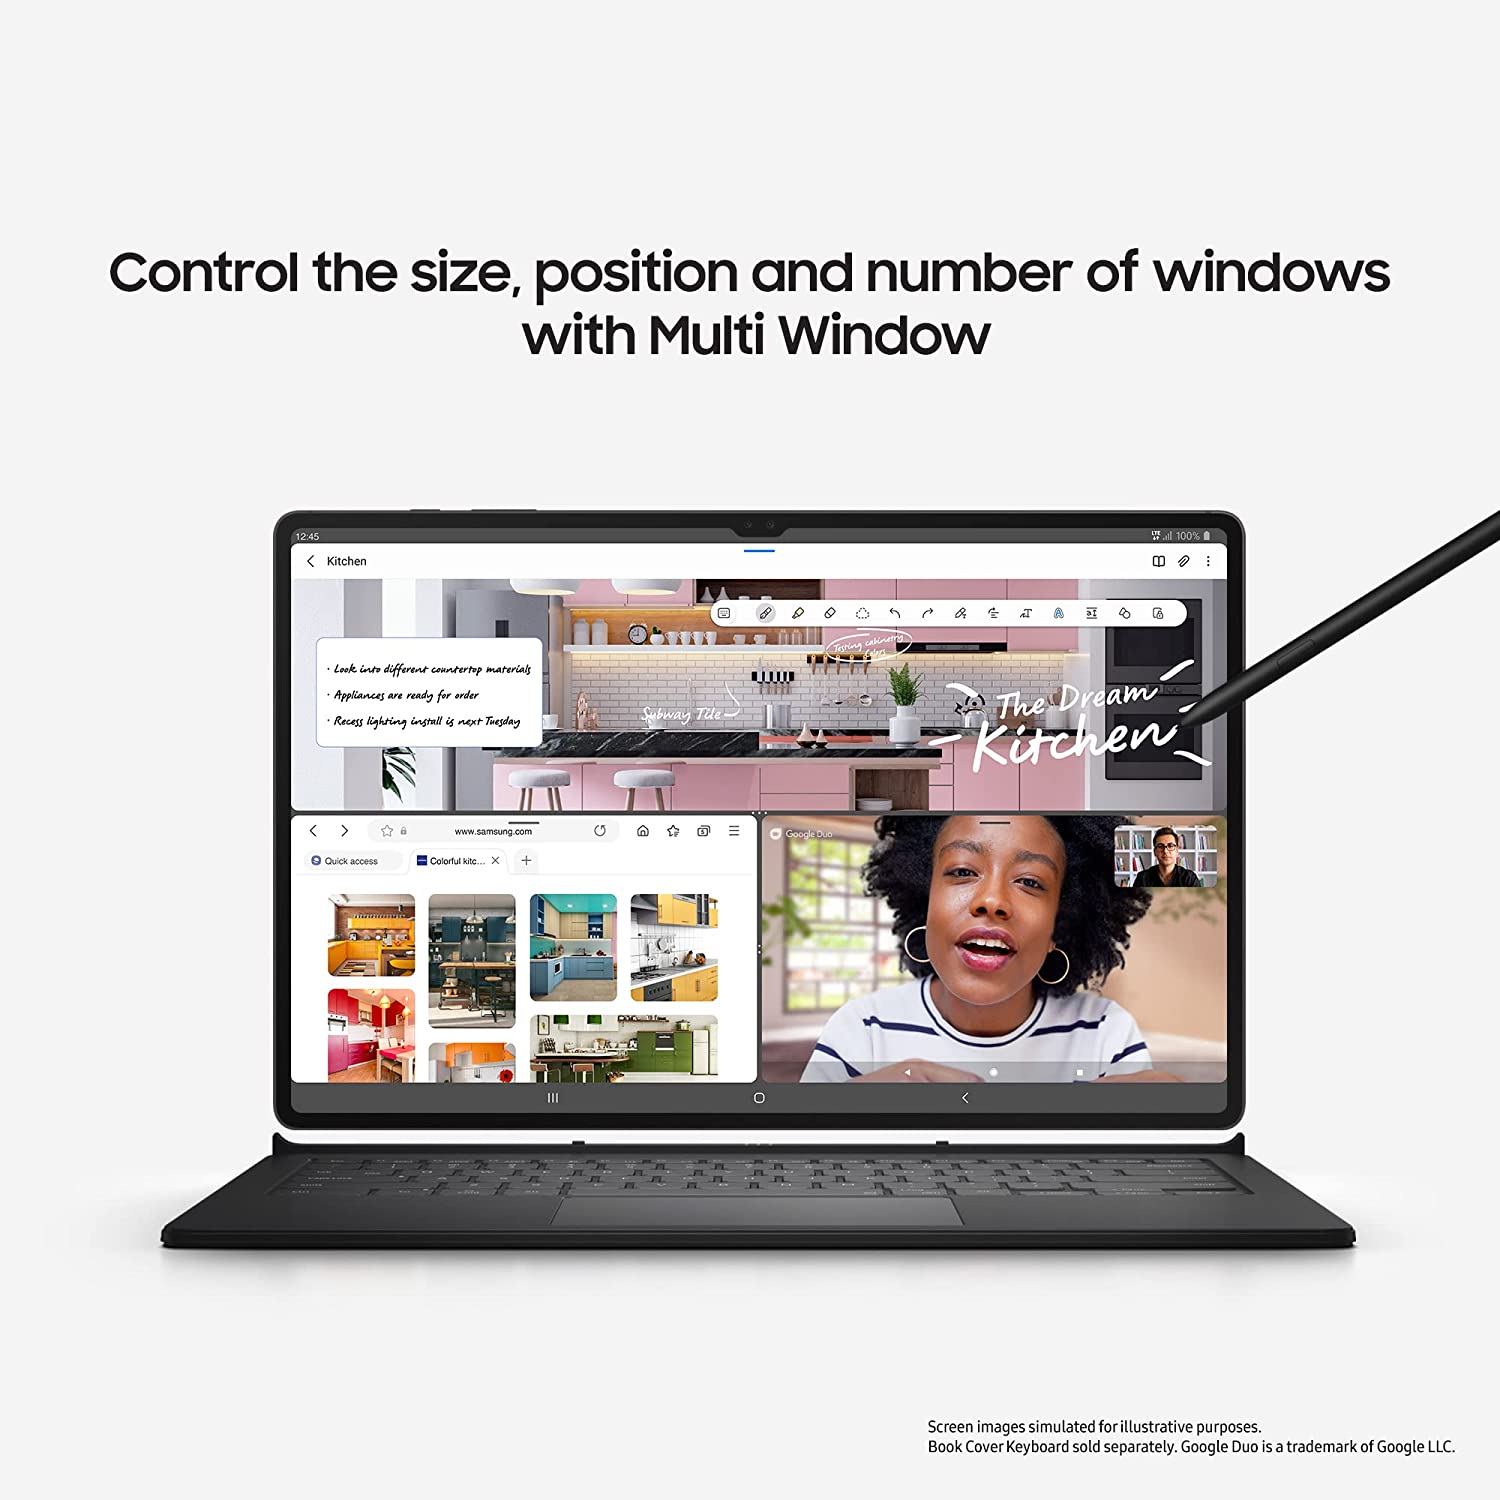 Control the size, position and number of windows
with Multi Window
12:45
LTE
100%
Kitchen
· Look into different countertop materials
· Appliances are ready for order
· Recess lighting install is next Tuesday
Testing cabinetry
Colors
Subway Tile
The Dream
Kitchen
www.samsung.com
Quick access
Colorful kitc...
Google Duo
Screen images simulated for illustrative purposes.
Book Cover Keyboard sold separately. Google Duo is a trademark of Google LLC.